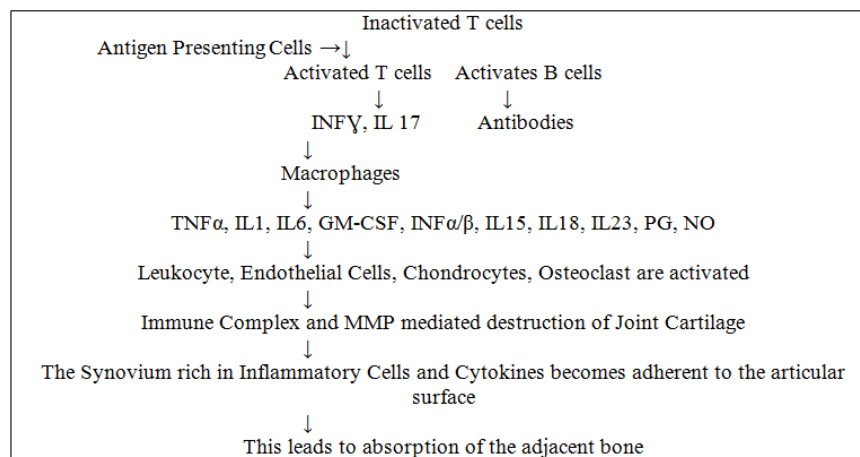 Inactivated T cells
Antigen Presenting Cells →↓
Activated T cells Activates B cells
↓ ↓
INFƔ, IL 17 Antibodies
↓
Macrophages
↓
TNFα, IL1, IL6, GM-CSF, INFα/β, IL15, IL18, IL23, PG, NO
↓
Leukocyte, Endothelial Cells, Chondrocytes, Osteoclast are activated
↓
Immune Complex and MMP mediated destruction of Joint Cartilage
↓
The Synovium rich in Inflammatory Cells and Cytokines becomes adherent to the articular
surface
↓
This leads to absorption of the adjacent bone